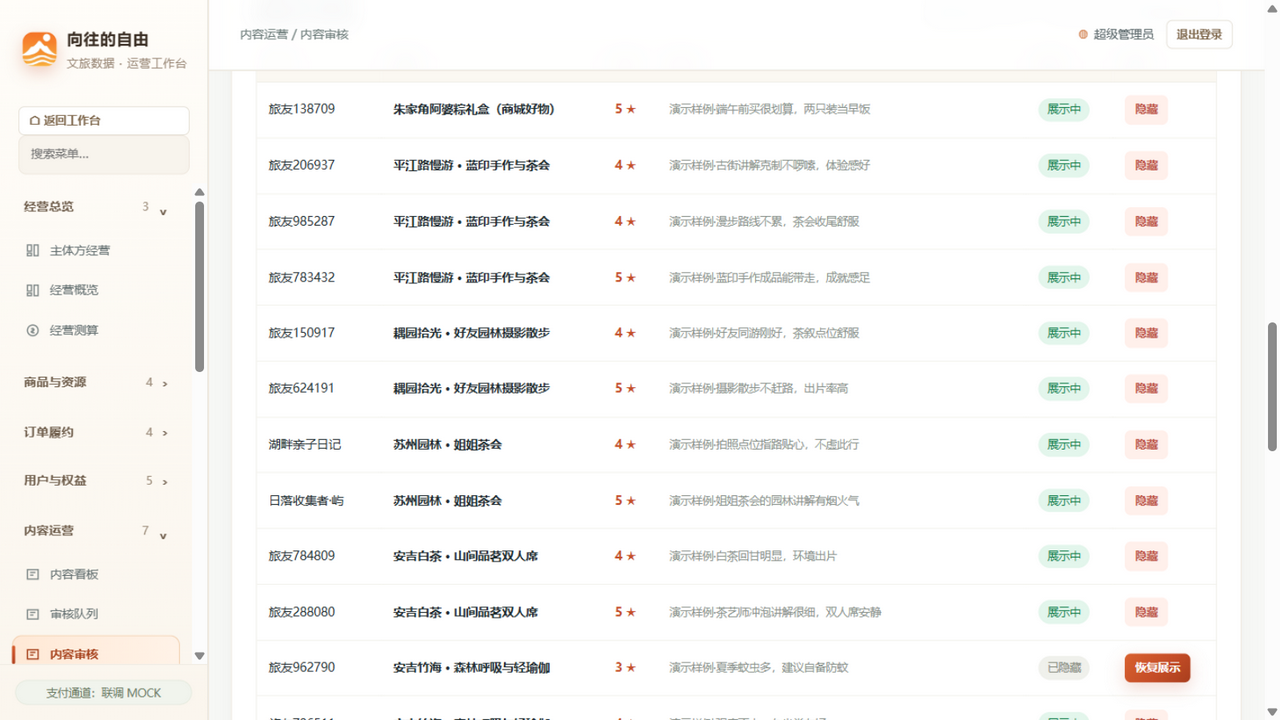 向往的自由
文旅数据 · 运营工作台
返回工作台
搜索菜单...
经营总览 3
主体方经营
经营概览
经营测算
商品与资源 4
订单履约 4
用户与权益 5
内容运营 7
内容看板
审核队列
内容审核
支付通道：联调 MOCK
内容运营 / 内容审核
超级管理员 退出登录
旅友138709 朱家角阿婆粽礼盒（商城好物） 5 ★ 演示样例·端午前买很划算，两只装当早饭 展示中 隐藏
旅友206937 平江路慢游 • 蓝印手作与茶会 4 ★ 演示样例·古街讲解克制不啰嗦，体验感好 展示中 隐藏
旅友985287 平江路慢游 • 蓝印手作与茶会 4 ★ 演示样例·漫步路线不累，茶会收尾舒服 展示中 隐藏
旅友783432 平江路慢游 • 蓝印手作与茶会 5 ★ 演示样例·蓝印手作成品能带走，成就感足 展示中 隐藏
旅友150917 耦园拾光 • 好友园林摄影散步 4 ★ 演示样例·好友同游刚好，茶叙点位舒服 展示中 隐藏
旅友624191 耦园拾光 • 好友园林摄影散步 5 ★ 演示样例·摄影散步不赶路，出片率高 展示中 隐藏
湖畔亲子日记 苏州园林 • 姐姐茶会 4 ★ 演示样例·拍照点位指路贴心，不虚此行 展示中 隐藏
日落收集者·屿 苏州园林 • 姐姐茶会 5 ★ 演示样例·姐姐茶会的园林讲解有烟火气 展示中 隐藏
旅友784809 安吉白茶 • 山间品茗双人席 4 ★ 演示样例·白茶回甘明显，环境出片 展示中 隐藏
旅友288080 安吉白茶 • 山间品茗双人席 5 ★ 演示样例·茶艺师冲泡讲解很细，双人席安静 展示中 隐藏
旅友962790 安吉竹海 • 森林呼吸与轻瑜伽 3 ★ 演示样例·夏季蚊虫多，建议自备防蚊 已隐藏 恢复展示